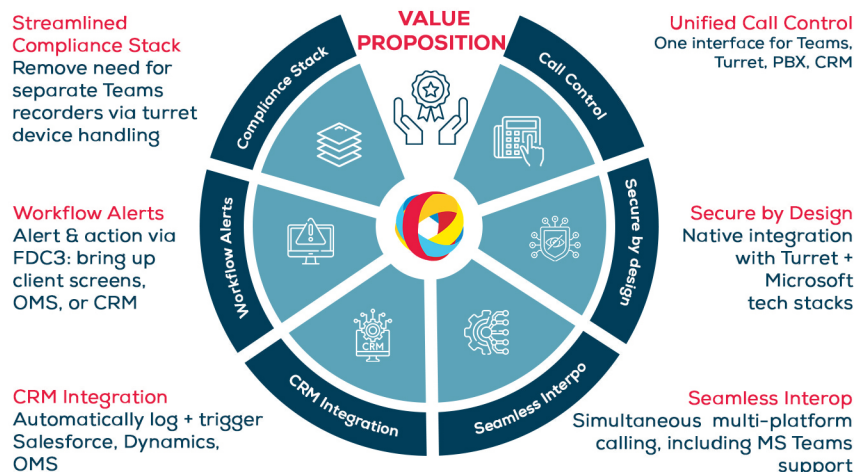 VALUE
PROPOSITION
Streamlined
Compliance Stack
Remove need for
separate Teams
recorders via turret
device handling
Unified Call Control
One interface for Teams,
Turret, PBX, CRM
Compliance Stack
Call Control
Workflow Alerts
Alert & action via
FDC3: bring up
client screens,
OMS, or CRM
Workflow Alerts
Secure by design
Secure by Design
Native integration
with Turret +
Microsoft
tech stacks
CRM
CRM Integration
Seamless Interpo
CRM Integration
Automatically log + trigger
Salesforce, Dynamics,
OMS
Seamless Interop
Simultaneous multi-platform
calling, including MS Teams
support